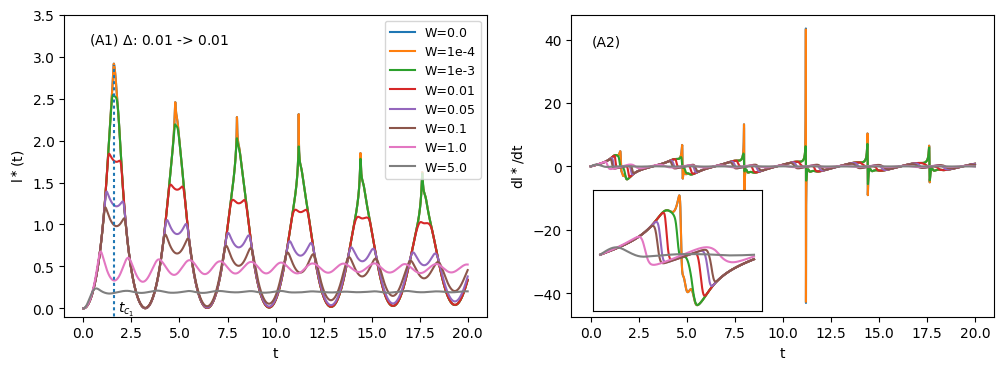 (A1) Δ: 0.01 -> 0.01
W=0.0
W=1e-4
W=1e-3
W=0.01
W=0.05
W=0.1
W=1.0
W=5.0
3.5
3.0
2.5
2.0
1.5
1.0
0.5
0.0
l*(t)
t_{c_1}
0.0 2.5 5.0 7.5 10.0 12.5 15.0 17.5 20.0
t
(A2)
40
20
0
−20
−40
dl*/dt
0.0 2.5 5.0 7.5 10.0 12.5 15.0 17.5 20.0
t